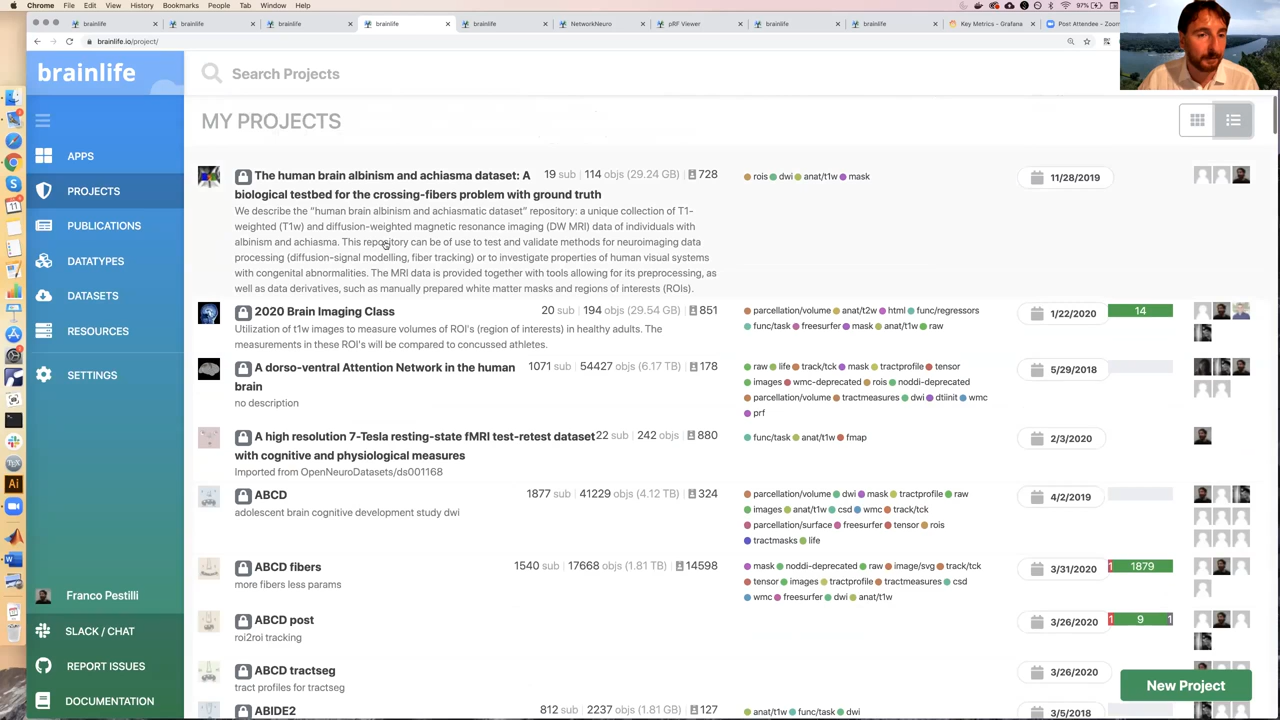 Chrome File Edit View History Bookmarks People Tab Window Help 97%
brainlife brainlife brainlife brainlife brainlife NetworkNeuro pRF Viewer brainlife brainlife Key Metrics - Grafana Post Attendee - Zoom
brainlife.io/project/
brainlife
Search Projects
MY PROJECTS
APPS
PROJECTS
PUBLICATIONS
DATATYPES
DATASETS
RESOURCES
SETTINGS
Franco Pestilli
SLACK / CHAT
REPORT ISSUES
DOCUMENTATION
The human brain albinism and achiasma dataset: A 19 sub | 114 objs (29.24 GB) | 728
biological testbed for the crossing-fibers problem with ground truth
We describe the “human brain albinism and achiasmatic dataset” repository: a unique collection of T1-
weighted (T1w) and diffusion-weighted magnetic resonance imaging (DW MRI) data of individuals with
albinism and achiasma. This repository can be of use to test and validate methods for neuroimaging data
processing (diffusion-signal modelling, fiber tracking) or to investigate properties of human visual systems
with congenital abnormalities. The MRI data is provided together with tools allowing for its preprocessing, as
well as data derivatives, such as manually prepared white matter masks and regions of interest (ROIs).
rois dwi anat/t1w mask
11/28/2019
2020 Brain Imaging Class 20 sub | 194 objs (29.54 GB) | 851
Utilization of t1w images to measure volumes of ROI's (region of interests) in healthy adults. The
measurements in these ROI's will be compared to concussed athletes.
parcellation/volume anat/t2w html func/regressors
func/task freesurfer mask anat/t1w raw
1/22/2020 14
A dorso-ventral Attention Network in the human 1071 sub | 54427 objs (6.17 TB) | 178
brain
no description
raw life track/tck mask tractprofile tensor
images wmc-deprecated rois noddi-deprecated
parcellation/volume tractmeasures dwi dtiinit wmc
prf
5/29/2018
A high resolution 7-Tesla resting-state fMRI test-retest dataset 22 sub | 242 objs | 880
with cognitive and physiological measures
Imported from OpenNeuroDatasets/ds001168
func/task anat/t1w fmap
2/3/2020
ABCD 1877 sub | 41229 objs (4.12 TB) | 324
adolescent brain cognitive development study dwi
parcellation/volume dwi mask tractprofile raw
images anat/t1w csd wmc track/tck
parcellation/surface freesurfer tensor rois
tractmasks life
4/2/2019
ABCD fibers 1540 sub | 17668 objs (1.81 TB) | 14598
more fibers less params
mask noddi-deprecated raw image/svg track/tck
tensor images tractprofile tractmeasures csd
wmc freesurfer dwi anat/t1w
3/31/2020 1 1879
ABCD post
roi2roi tracking
3/26/2020 1 9 1
ABCD tractseg
tract profiles for tractseg
3/26/2020
ABIDE2 812 sub | 2237 objs (1.81 GB) | 127
anat/t1w func/task dwi
3/5/2018
New Project